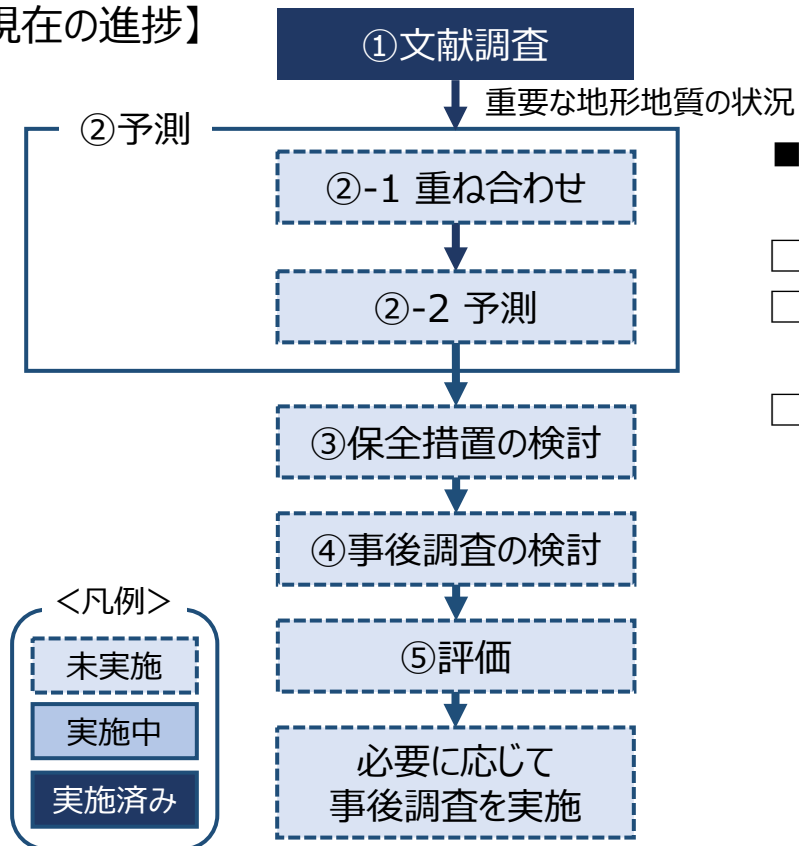 現在の進捗】
①文献調査
重要な地形地質の状況
②予測
②-1 重ね合わせ
②-2 予測
③保全措置の検討
④事後調査の検討
⑤評価
必要に応じて
事後調査を実施
＜凡例＞
未実施
実施中
実施済み